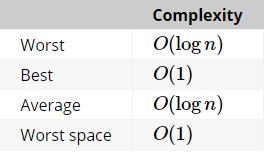 Complexity
Worst O(log n)
Best O(1)
Average O(log n)
Worst space O(1)